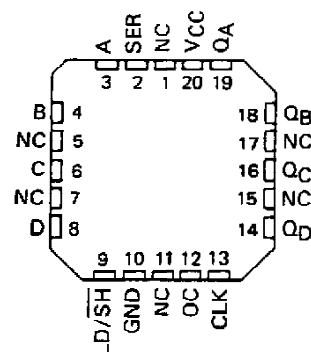 A SER NC VCC QA
3 2 1 20 19
B 4 18 QB
NC 5 17 NC
C 6 16 QC
NC 7 15 NC
D 8 14 QD
9 10 11 12 13
LD/SH GND NC OC CLK